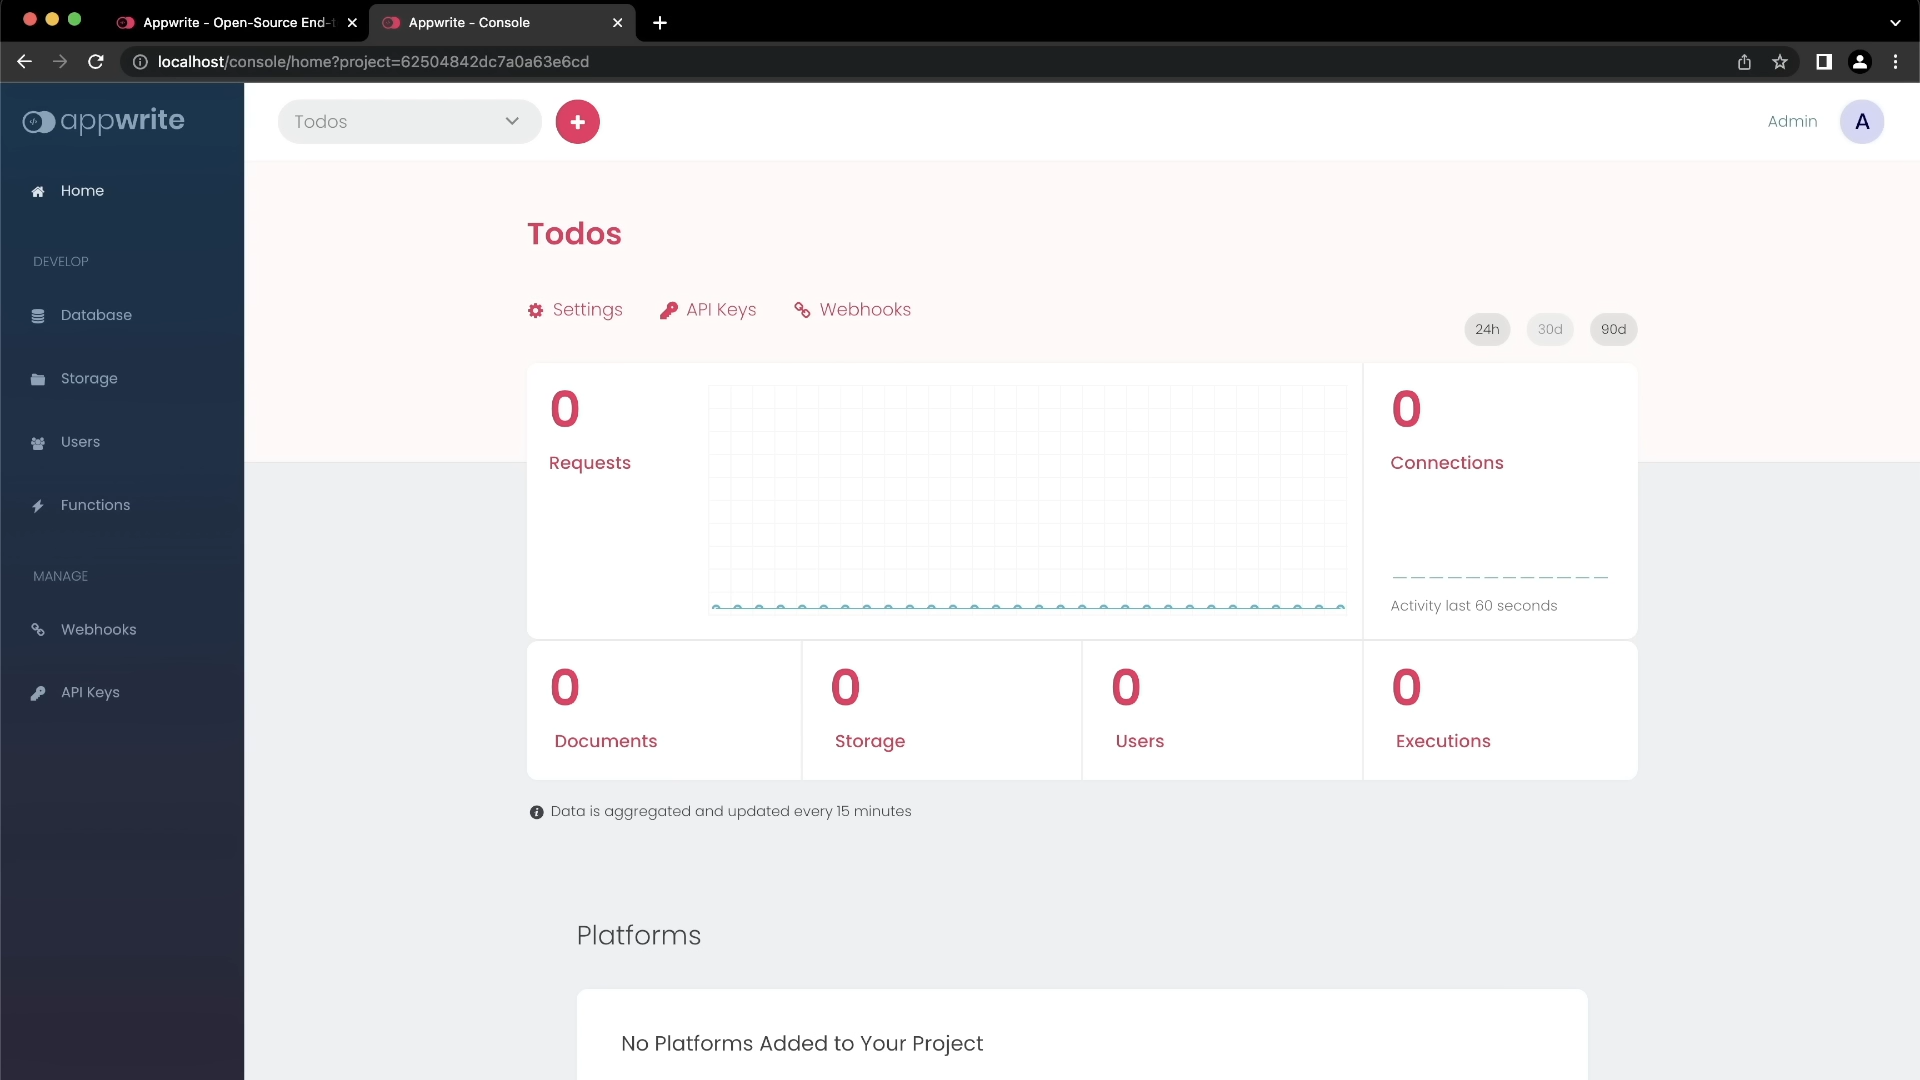 Appwrite - Open-Source End-t
Appwrite - Console
localhost/console/home?project=62504842dc7a0a63e6cd
appwrite
Todos
Admin
A
Home
Todos
DEVELOP
Settings
API Keys
Webhooks
Database
24h
30d
90d
Storage
0
Requests
0
Connections
Users
Functions
MANAGE
Activity last 60 seconds
Webhooks
API Keys
0
Documents
0
Storage
0
Users
0
Executions
Data is aggregated and updated every 15 minutes
Platforms
No Platforms Added to Your Project